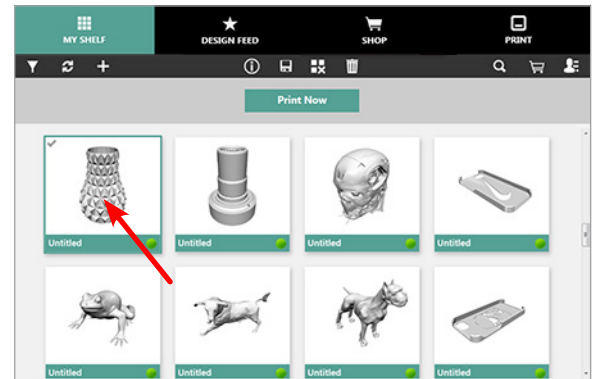 MY SHELF
DESIGN FEED
SHOP
PRINT
Print Now
Untitled
Untitled
Untitled
Untitled
Untitled
Untitled
Untitled
Untitled